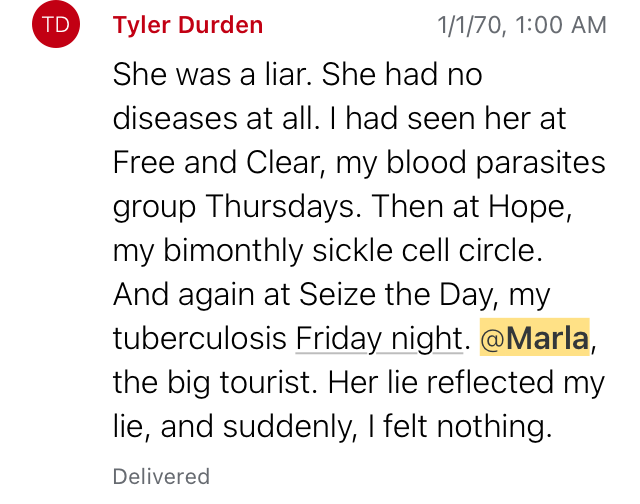 TD Tyler Durden 1/1/70, 1:00 AM
She was a liar. She had no
diseases at all. I had seen her at
Free and Clear, my blood parasites
group Thursdays. Then at Hope,
my bimonthly sickle cell circle.
And again at Seize the Day, my
tuberculosis Friday night. @Marla,
the big tourist. Her lie reflected my
lie, and suddenly, I felt nothing.
Delivered